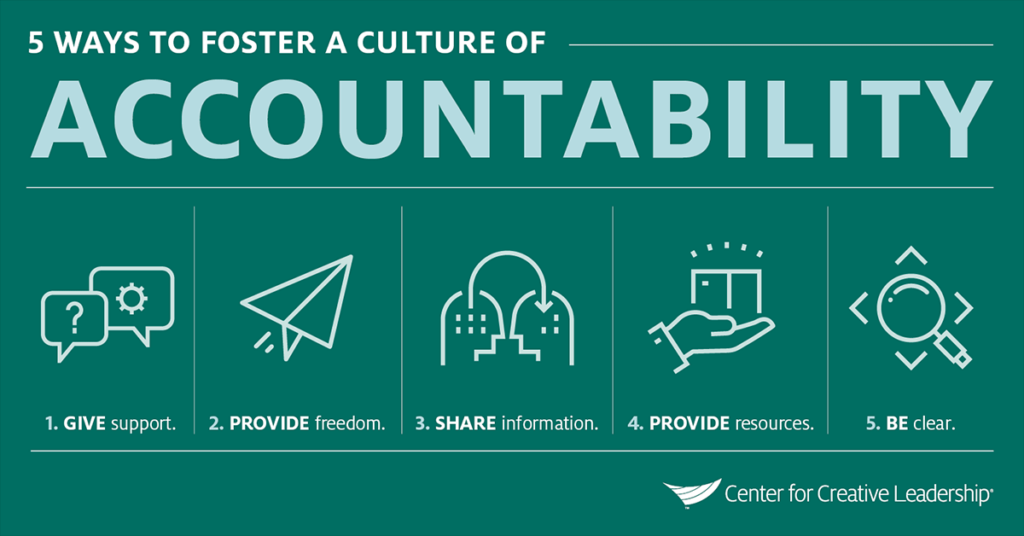 5 WAYS TO FOSTER A CULTURE OF
ACCOUNTABILITY
?
1. GIVE support.
2. PROVIDE freedom.
3. SHARE information.
4. PROVIDE resources.
5. BE clear.
Center for Creative Leadership®
™